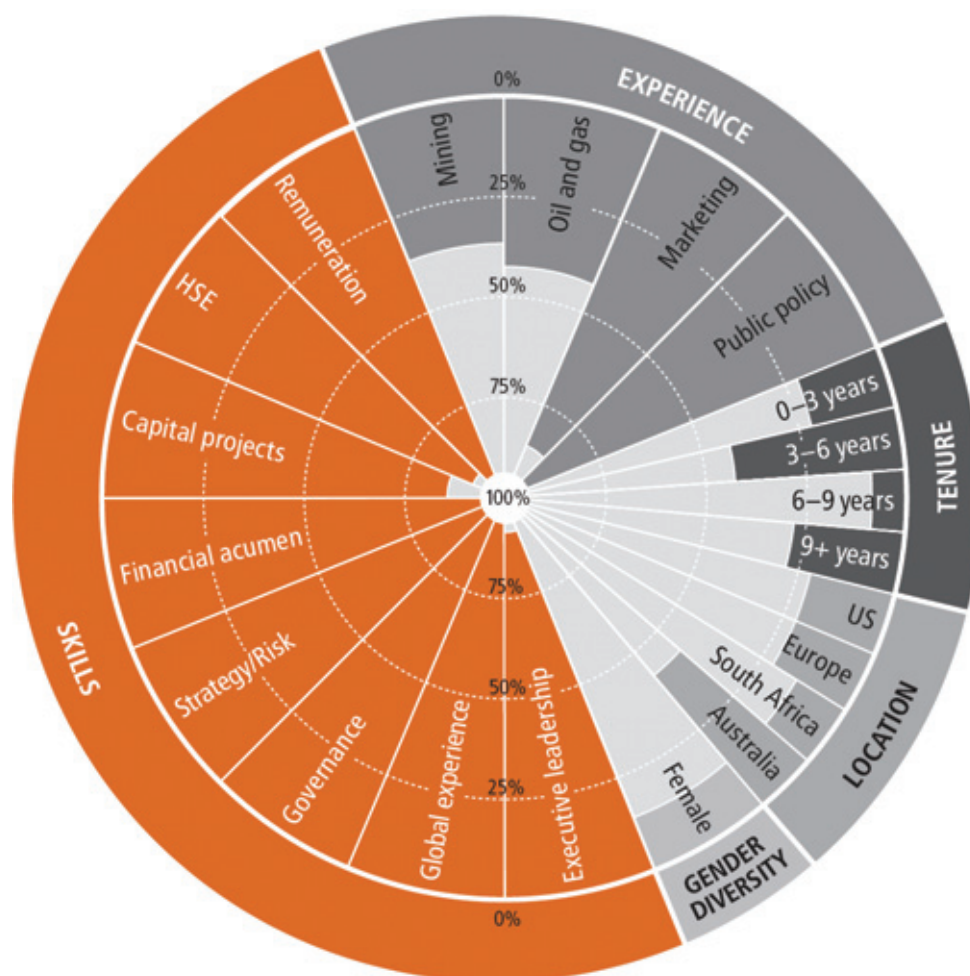 EXPERIENCE
0%
Mining
Oil and gas
Marketing
Public policy
25%
50%
75%
100%
TENURE
0–3 years
3–6 years
6–9 years
9+ years
LOCATION
US
Europe
South Africa
Australia
GENDER
DIVERSITY
Female
SKILLS
Executive leadership
Global experience
Governance
Strategy/Risk
Financial acumen
Capital projects
HSE
Remuneration
75%
50%
25%
0%